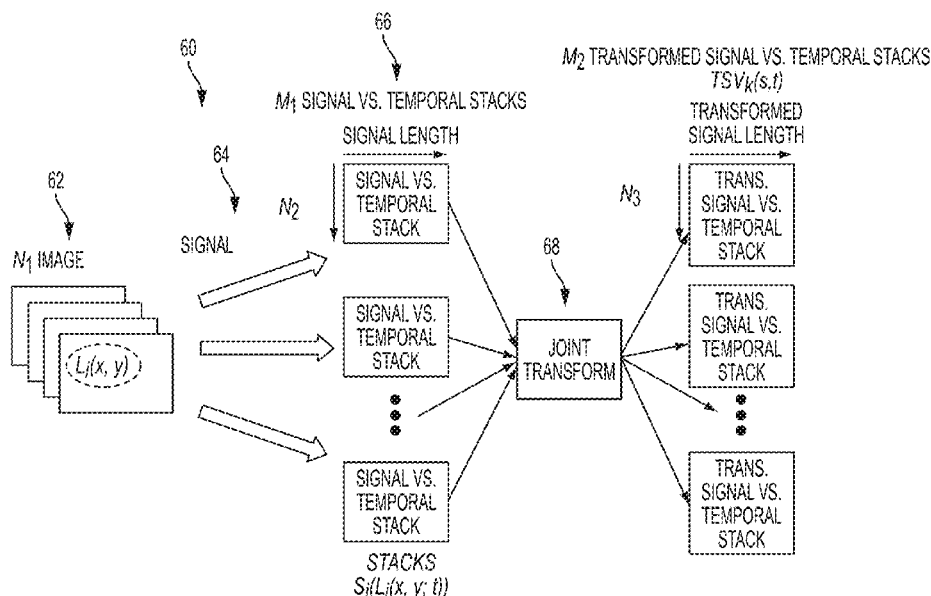 66
60
M1 SIGNAL VS. TEMPORAL STACKS
SIGNAL LENGTH
M2 TRANSFORMED SIGNAL VS. TEMPORAL STACKS
TSVk(s.t)
TRANSFORMED
SIGNAL LENGTH
64
62
N2
N3
SIGNAL VS.
TEMPORAL
STACK
TRANS.
SIGNAL VS.
TEMPORAL
STACK
SIGNAL
N1 IMAGE
68
Li(x, y)
SIGNAL VS.
TEMPORAL
STACK
JOINT
TRANSFORM
TRANS.
SIGNAL VS.
TEMPORAL
STACK
SIGNAL VS.
TEMPORAL
STACK
TRANS.
SIGNAL VS.
TEMPORAL
STACK
STACKS
Si(Li(x, y; t))